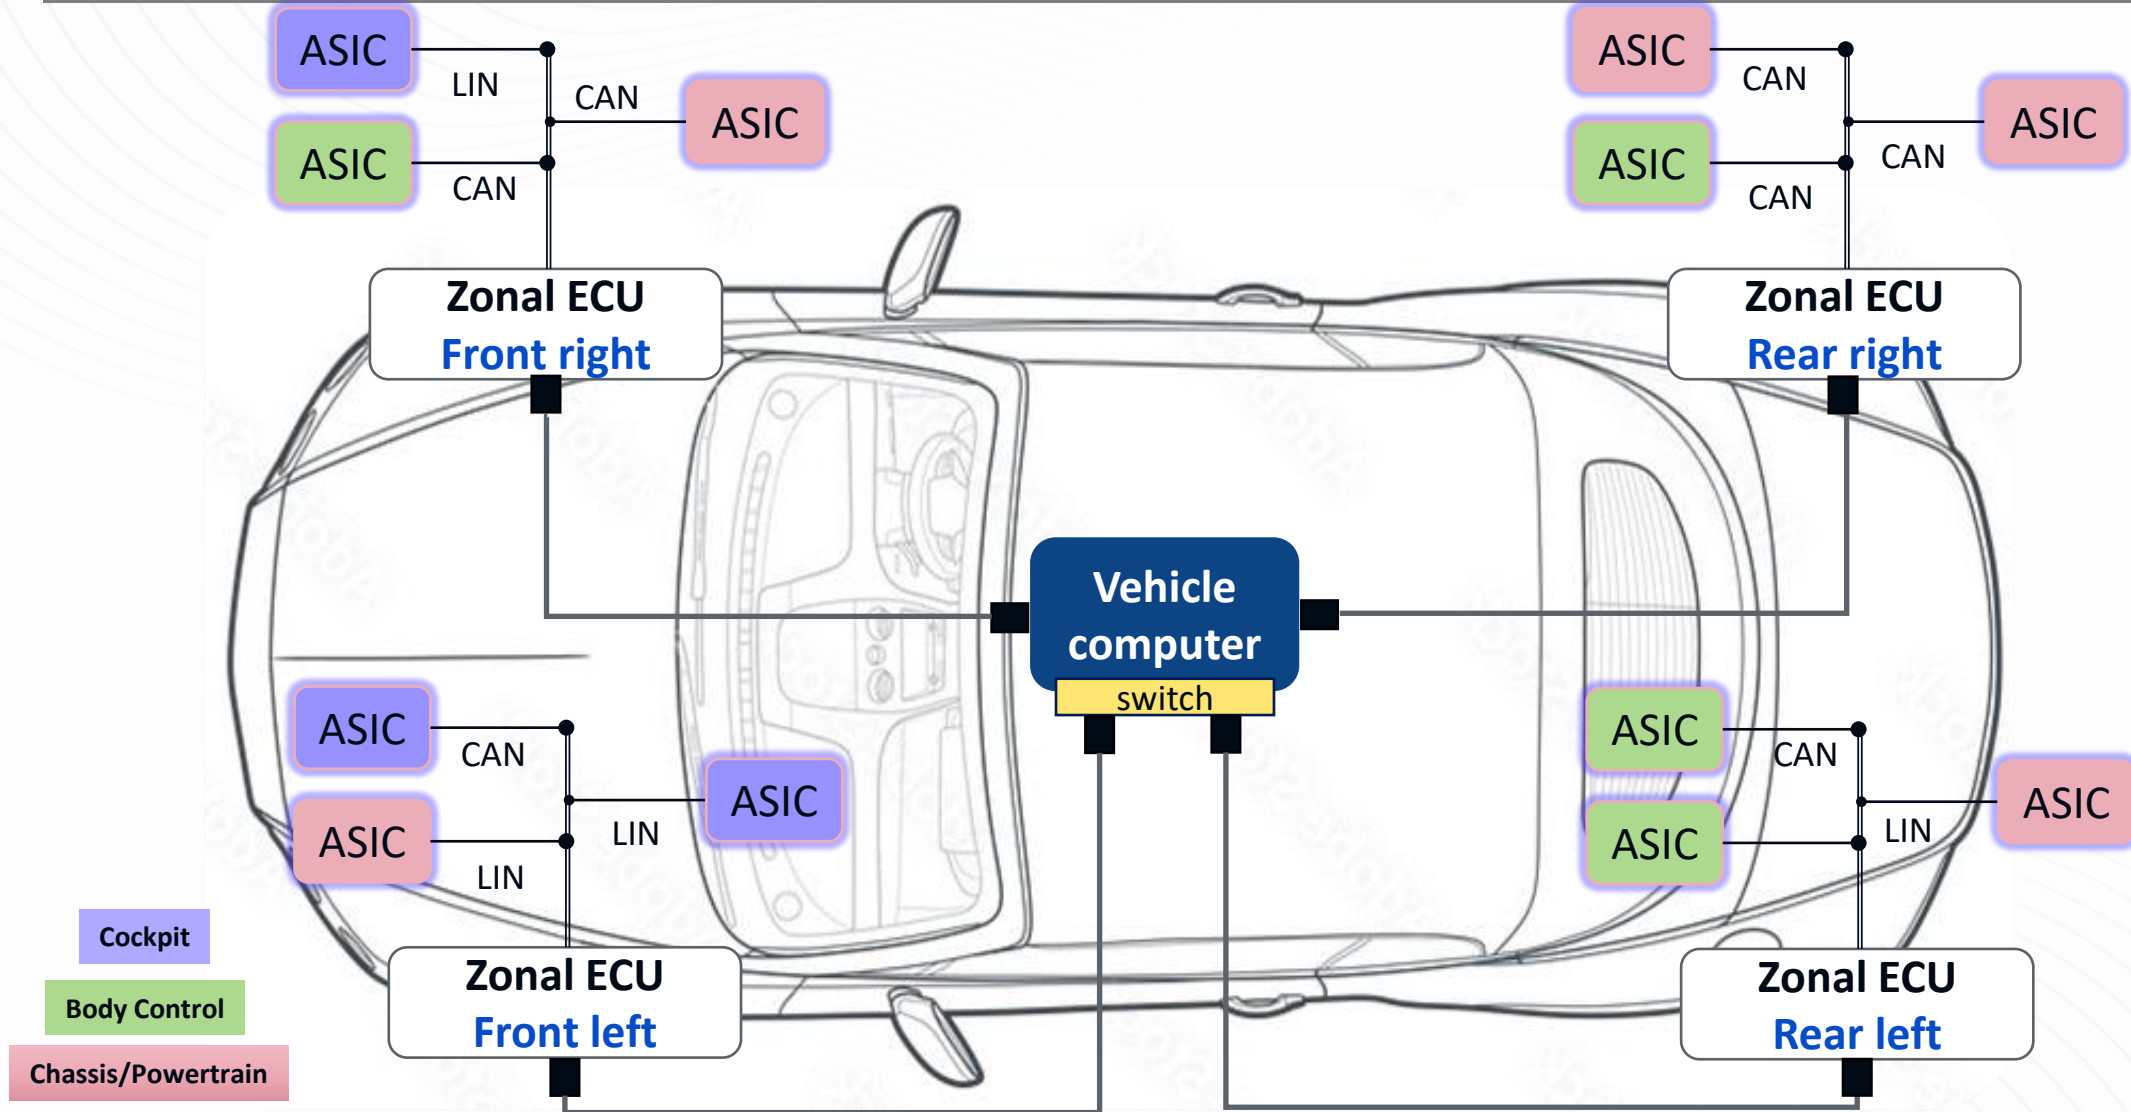 ASIC
LIN
CAN
ASIC
ASIC
CAN
Zonal ECU
Front right
ASIC
CAN
ASIC
CAN
ASIC
CAN
Zonal ECU
Rear right
Vehicle
computer
switch
ASIC
CAN
ASIC
LIN
ASIC
LIN
Zonal ECU
Front left
ASIC
CAN
ASIC
LIN
ASIC
Zonal ECU
Rear left
Cockpit
Body Control
Chassis/Powertrain